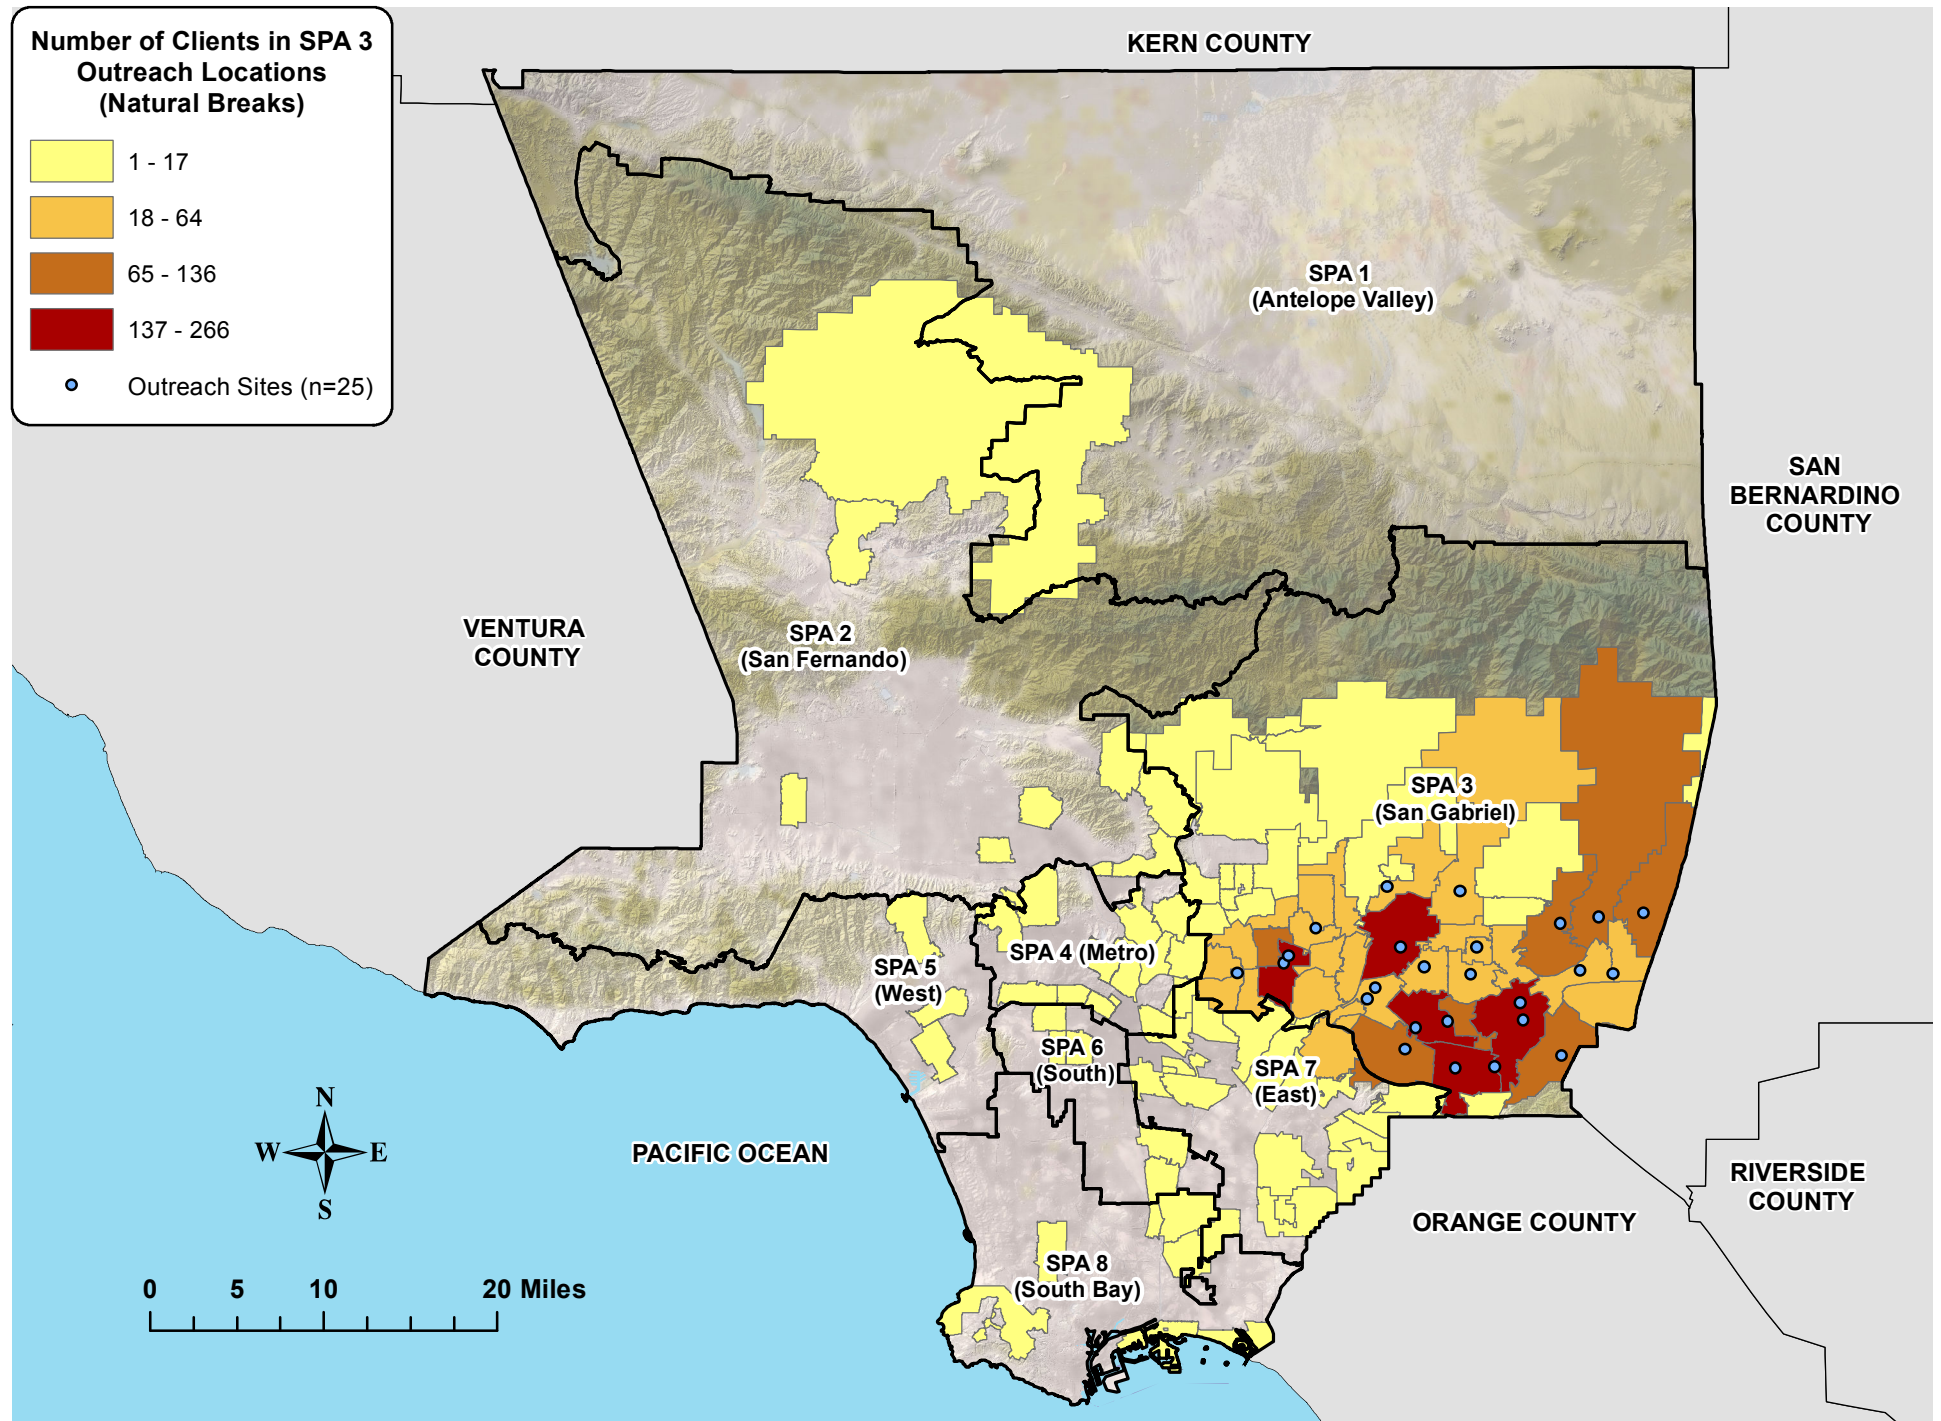 Number of Clients in SPA 3
Outreach Locations
(Natural Breaks)
1 - 17
18 - 64
65 - 136
137 - 266
Outreach Sites (n=25)
KERN COUNTY
SPA 1
(Antelope Valley)
SAN
BERNARDINO
COUNTY
VENTURA
COUNTY
SPA 2
(San Fernando)
SPA 3
(San Gabriel)
SPA 4 (Metro)
SPA 5
(West)
SPA 6
(South)
SPA 7
(East)
N
W E
S
PACIFIC OCEAN
RIVERSIDE
COUNTY
ORANGE COUNTY
SPA 8
(South Bay)
0 5 10 20 Miles